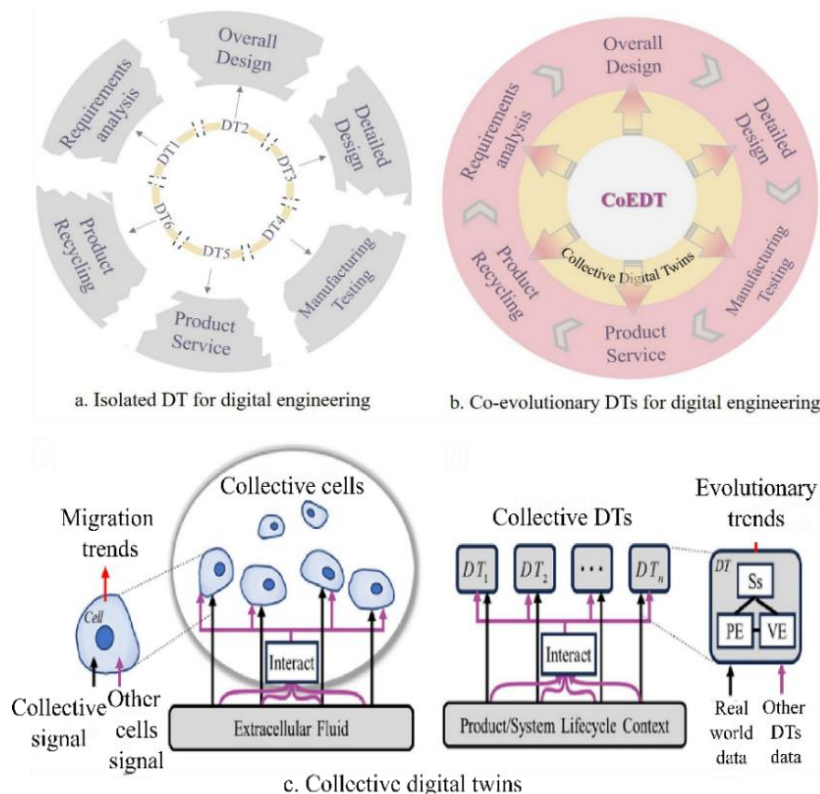 Overall
Design
Requirements
analysis
Detailed
Design
DT1
DT2
DT3
DT4
DT5
DT6
Product
Recycling
Manufacturing
Testing
Product
Service
a. Isolated DT for digital engineering
Overall
Design
Requirements
analysis
Detailed
Design
CoEDT
Collective Digital Twins
Product
Recycling
Manufacturing
Testing
Product
Service
b. Co-evolutionary DTs for digital engineering
Migration
trends
Collective cells
Cell
Interact
Collective
signal
Other
cells
signal
Extracellular Fluid
Collective DTs
Evolutionary
trends
DT1
DT2
•••
DTn
DT
Ss
PE
VE
Interact
Product/System Lifecycle Context
Real
world
data
Other
DTs
data
c. Collective digital twins